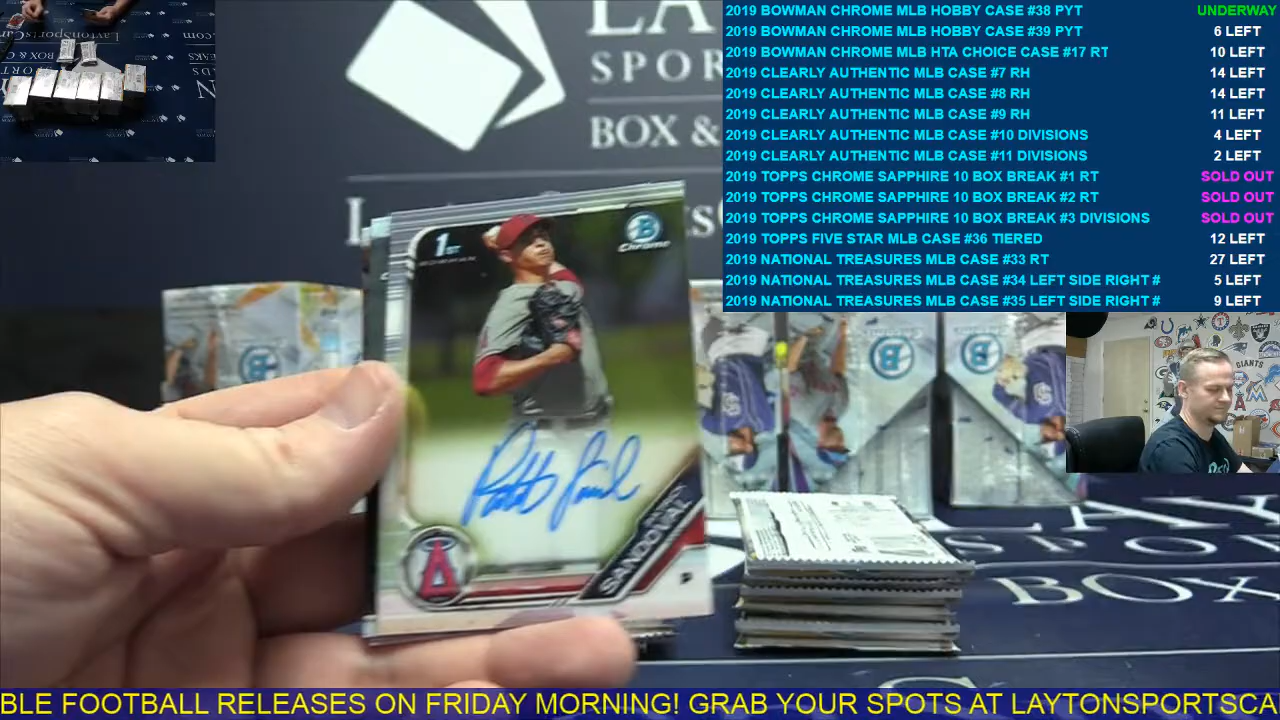 2019 BOWMAN CHROME MLB HOBBY CASE #38 PYT UNDERWAY
2019 BOWMAN CHROME MLB HOBBY CASE #39 PYT 6 LEFT
2019 BOWMAN CHROME MLB HTA CHOICE CASE #17 RT 10 LEFT
2019 CLEARLY AUTHENTIC MLB CASE #7 RH 14 LEFT
2019 CLEARLY AUTHENTIC MLB CASE #8 RH 14 LEFT
2019 CLEARLY AUTHENTIC MLB CASE #9 RH 11 LEFT
2019 CLEARLY AUTHENTIC MLB CASE #10 DIVISIONS 4 LEFT
2019 CLEARLY AUTHENTIC MLB CASE #11 DIVISIONS 2 LEFT
2019 TOPPS CHROME SAPPHIRE 10 BOX BREAK #1 RT SOLD OUT
2019 TOPPS CHROME SAPPHIRE 10 BOX BREAK #2 RT SOLD OUT
2019 TOPPS CHROME SAPPHIRE 10 BOX BREAK #3 DIVISIONS SOLD OUT
2019 TOPPS FIVE STAR MLB CASE #36 TIERED 12 LEFT
2019 NATIONAL TREASURES MLB CASE #33 RT 27 LEFT
2019 NATIONAL TREASURES MLB CASE #34 LEFT SIDE RIGHT # 5 LEFT
2019 NATIONAL TREASURES MLB CASE #35 LEFT SIDE RIGHT # 9 LEFT
LAY
SPOR
BOX &
1ST
B
Chrome
SANDOVAL
P
A
GIANTS
LAY
SPO
BOX
BLE FOOTBALL RELEASES ON FRIDAY MORNING! GRAB YOUR SPOTS AT LAYTONSPORTSCA